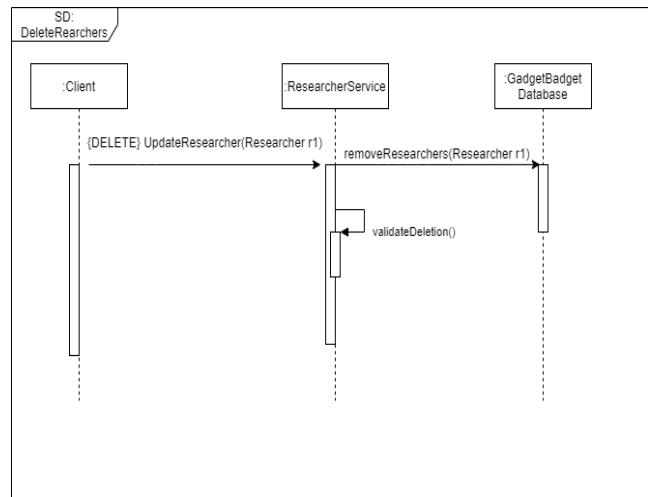 SD:
DeleteRearchers
:Client
:ResearcherService
:GadgetBadget
Database
{DELETE} UpdateResearcher(Researcher r1)
removeResearchers(Researcher r1)
validateDeletion()